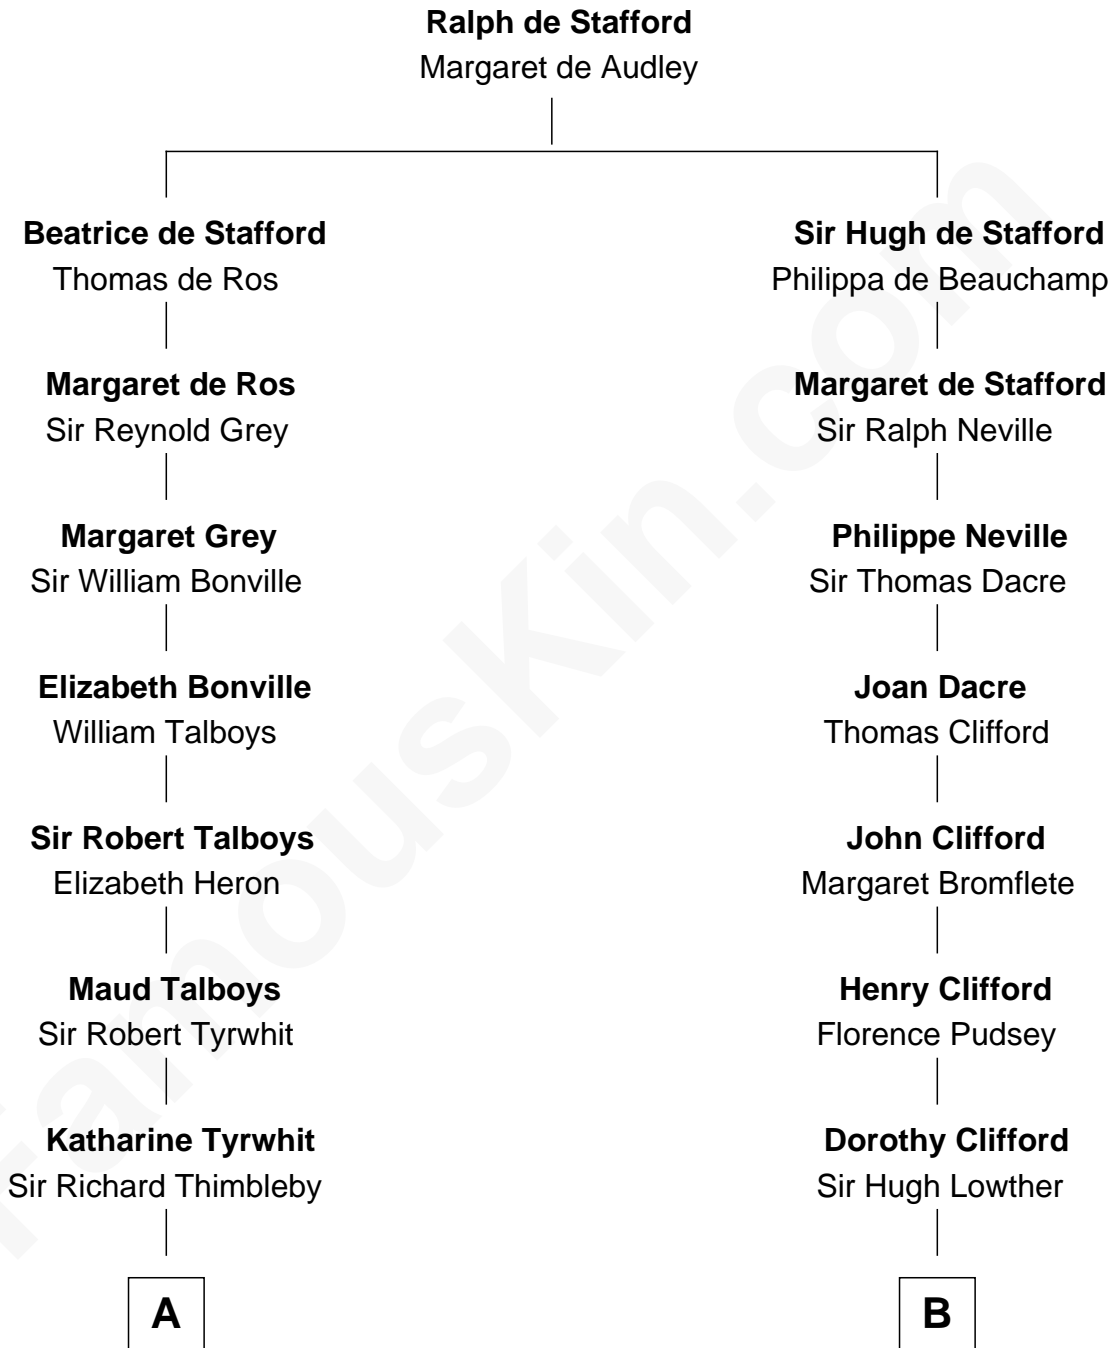 Ralph de Stafford
Margaret de Audley
Beatrice de Stafford
Thomas de Ros
Sir Hugh de Stafford
Philippa de Beauchamp
Margaret de Ros
Sir Reynold Grey
Margaret de Stafford
Sir Ralph Neville
Margaret Grey
Sir William Bonville
Philippe Neville
Sir Thomas Dacre
Elizabeth Bonville
William Talboys
Joan Dacre
Thomas Clifford
Sir Robert Talboys
Elizabeth Heron
John Clifford
Margaret Bromflete
Maud Talboys
Sir Robert Tyrwhit
Henry Clifford
Florence Pudsey
Katharine Tyrwhit
Sir Richard Thimbleby
Dorothy Clifford
Sir Hugh Lowther
A
B
FamousKin.com